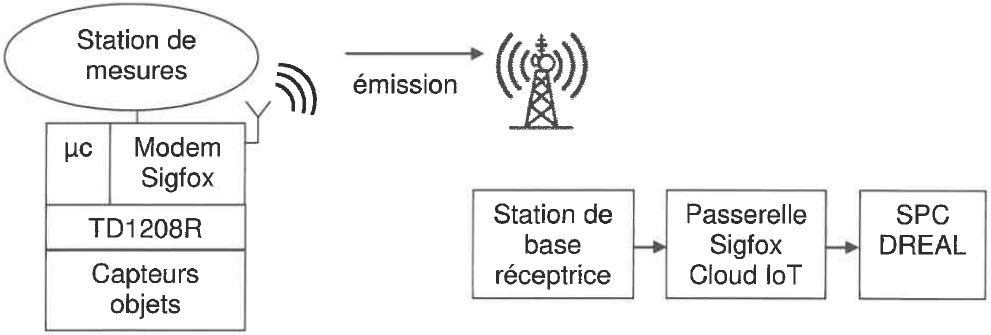 Station de
mesures
émission
µc
Modem
Sigfox
TD1208R
Capteurs
objets
Station de
base
réceptrice
Passerelle
Sigfox
Cloud IoT
SPC
DREAL